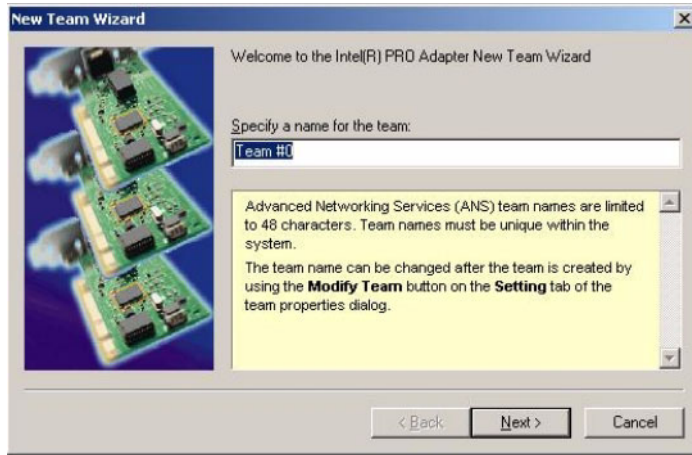 New Team Wizard
Welcome to the Intel(R) PRO Adapter New Team Wizard
Specify a name for the team:
Team #0
Advanced Networking Services (ANS) team names are limited
to 48 characters. Team names must be unique within the
system.
The team name can be changed after the team is created by
using the Modify Team button on the Setting tab of the
team properties dialog.
< Back
Next >
Cancel